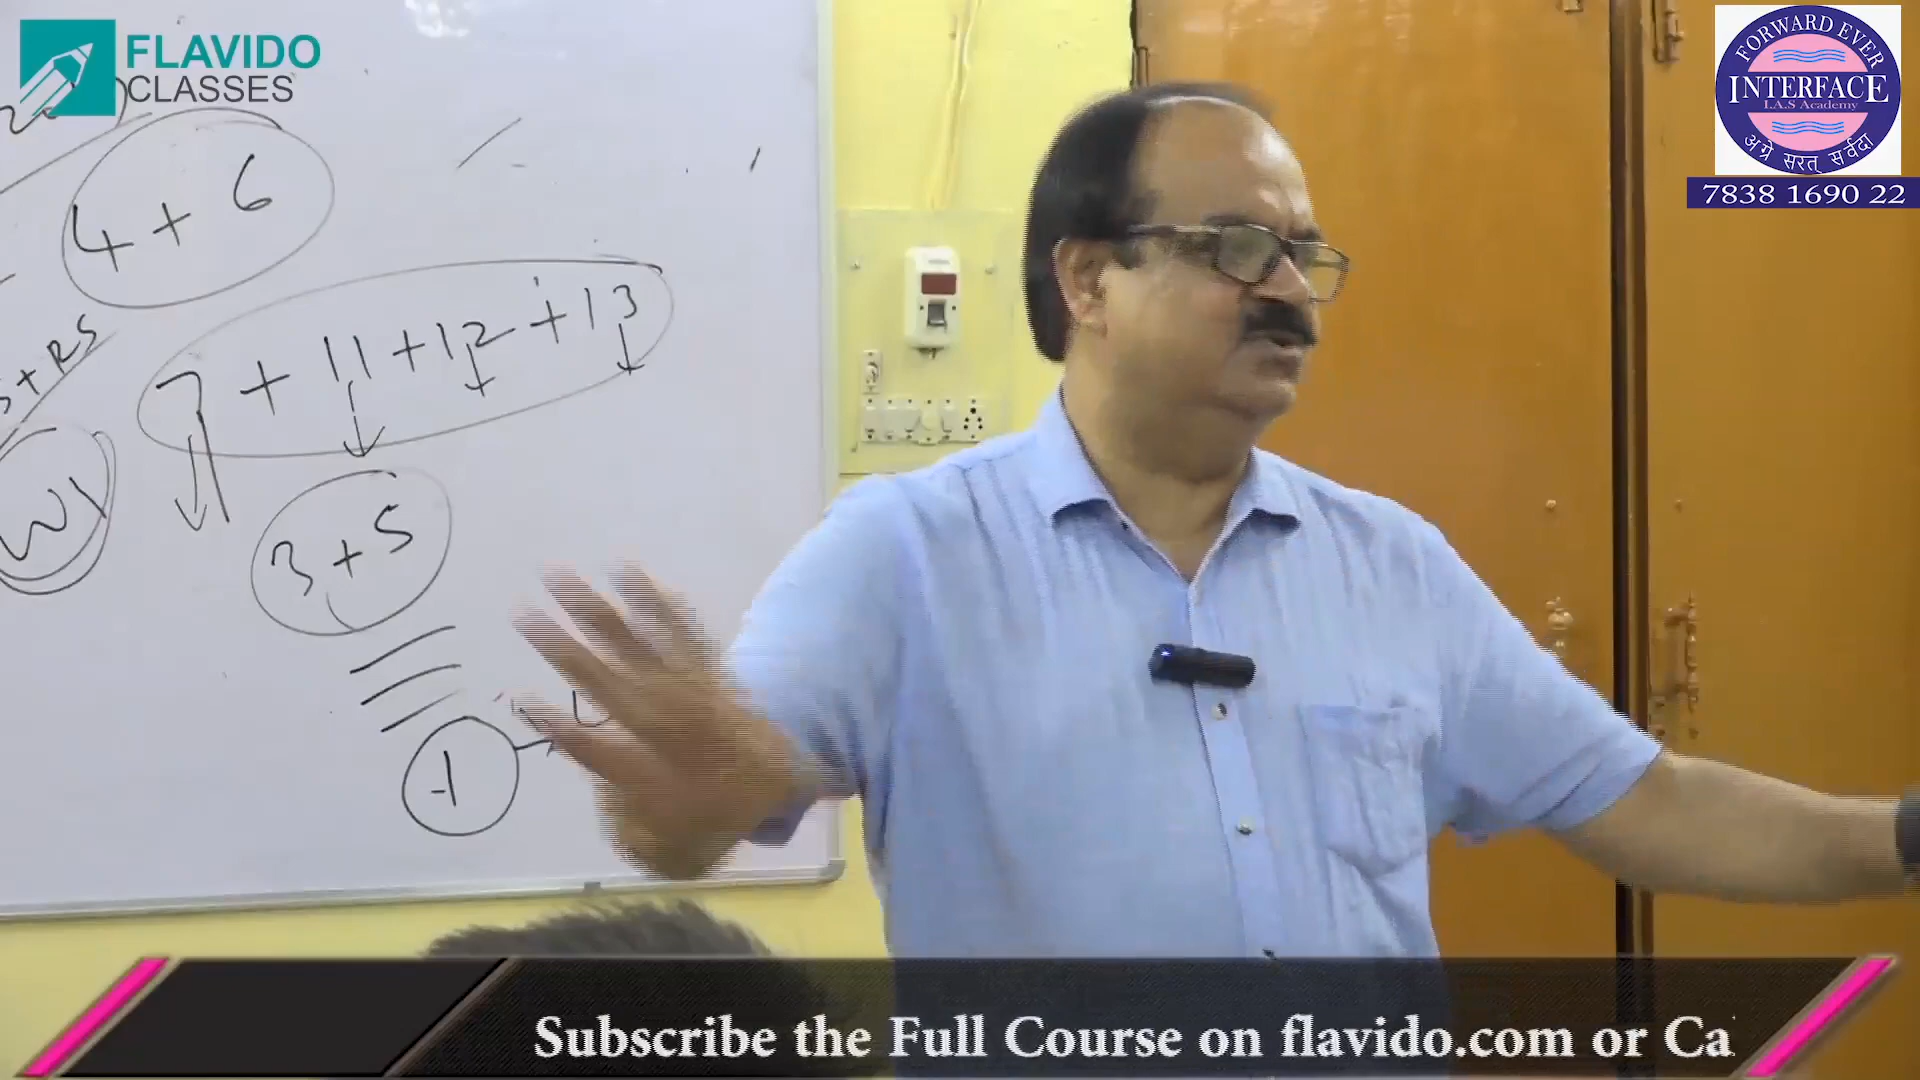 FLAVIDO
CLASSES
4 + 6
7 + 11 + 12 + 13
+ RS
3 + 5
-1
FORWARD EVER
INTERFACE
I.A.S Academy
अग्रे सरत् सर्वदा
7838 1690 22
Subscribe the Full Course on flavido.com or Ca